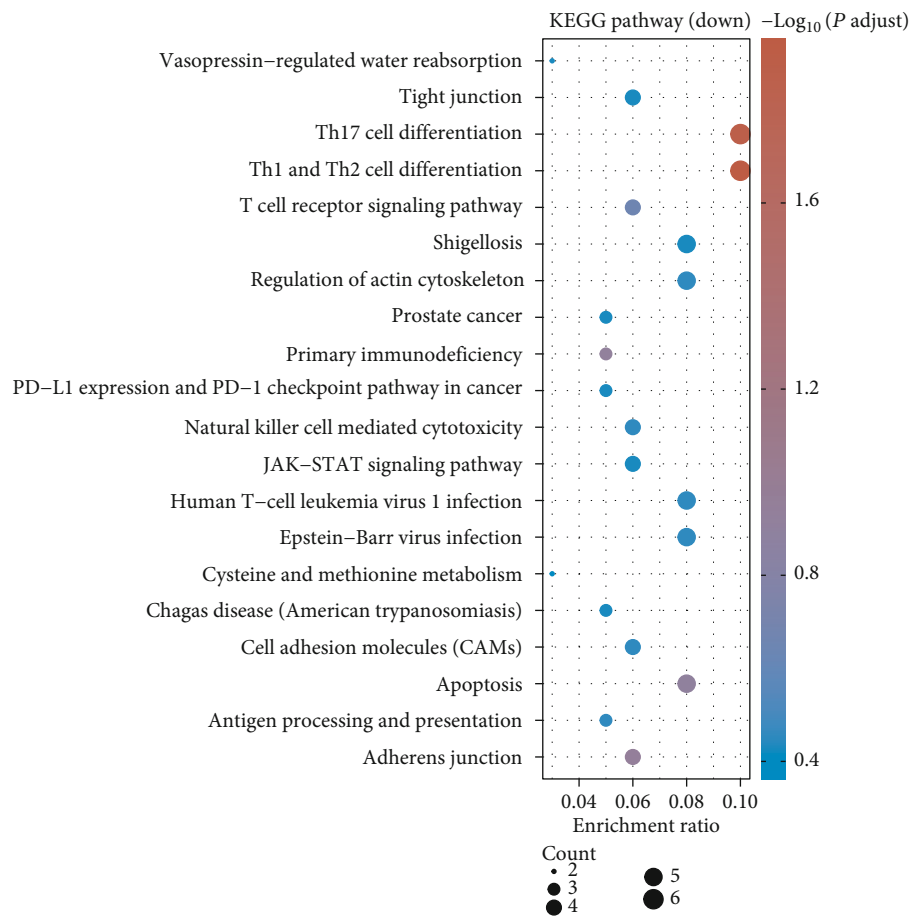 KEGG pathway (down)
−Log10 (P adjust)
Vasopressin−regulated water reabsorption
Tight junction
Th17 cell differentiation
Th1 and Th2 cell differentiation
T cell receptor signaling pathway
Shigellosis
Regulation of actin cytoskeleton
Prostate cancer
Primary immunodeficiency
PD−L1 expression and PD−1 checkpoint pathway in cancer
Natural killer cell mediated cytotoxicity
JAK−STAT signaling pathway
Human T−cell leukemia virus 1 infection
Epstein−Barr virus infection
Cysteine and methionine metabolism
Chagas disease (American trypanosomiasis)
Cell adhesion molecules (CAMs)
Apoptosis
Antigen processing and presentation
Adherens junction
1.6
1.2
0.8
0.4
0.04 0.06 0.08 0.10
Enrichment ratio
Count
2
3
4
5
6